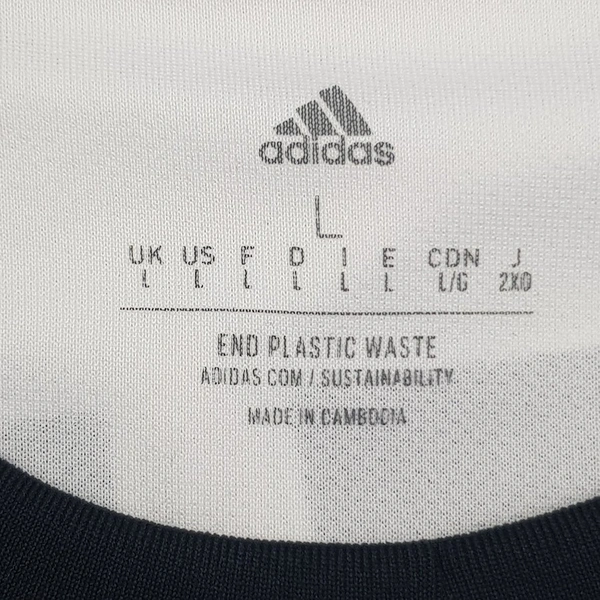 adidas
L
UK US F D I E CDN J
L L L L L L L/G 2XO
END PLASTIC WASTE
ADIDAS.COM / SUSTAINABILITY
MADE IN CAMBODIA